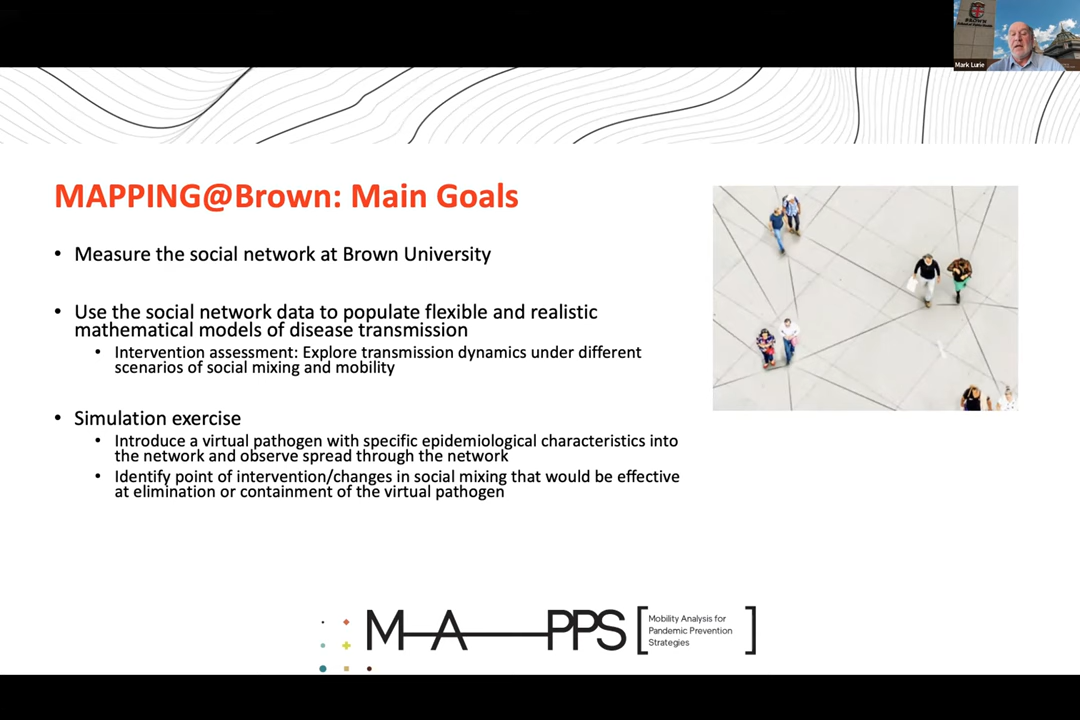 BROWN
Mark Lurie
MAPPING@Brown: Main Goals
• Measure the social network at Brown University
• Use the social network data to populate flexible and realistic
mathematical models of disease transmission
• Intervention assessment: Explore transmission dynamics under different
scenarios of social mixing and mobility
• Simulation exercise
• Introduce a virtual pathogen with specific epidemiological characteristics into
the network and observe spread through the network
• Identify point of intervention/changes in social mixing that would be effective
at elimination or containment of the virtual pathogen
MAPPS
Mobility Analysis for
Pandemic Prevention
Strategies